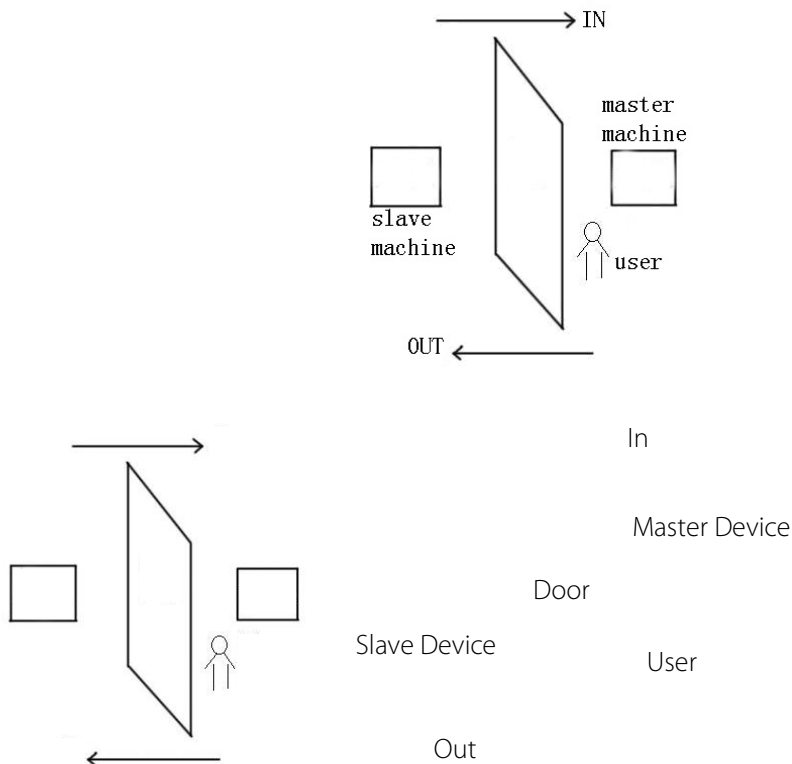 IN
master
machine
slave
machine
user
OUT
In
Master Device
Door
Slave Device
User
Out